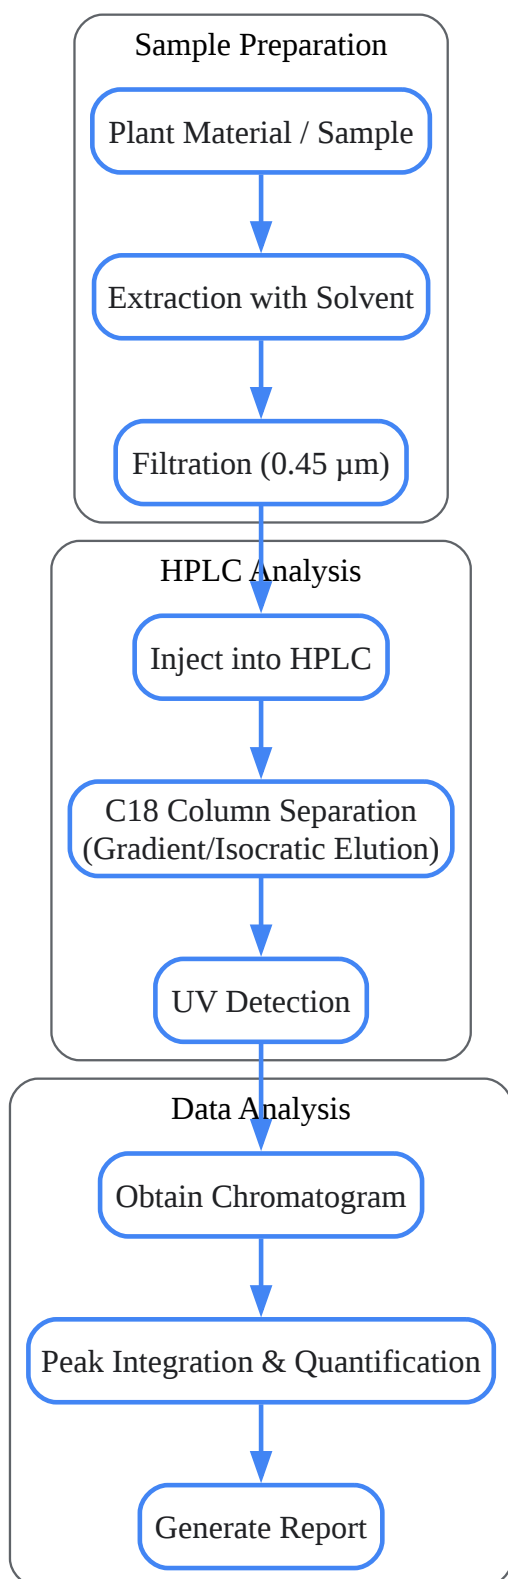 Sample Preparation
Plant Material / Sample
Extraction with Solvent
Filtration (0.45 µm)
HPLC Analysis
Inject into HPLC
C18 Column Separation
(Gradient/Isocratic Elution)
UV Detection
Data Analysis
Obtain Chromatogram
Peak Integration & Quantification
Generate Report